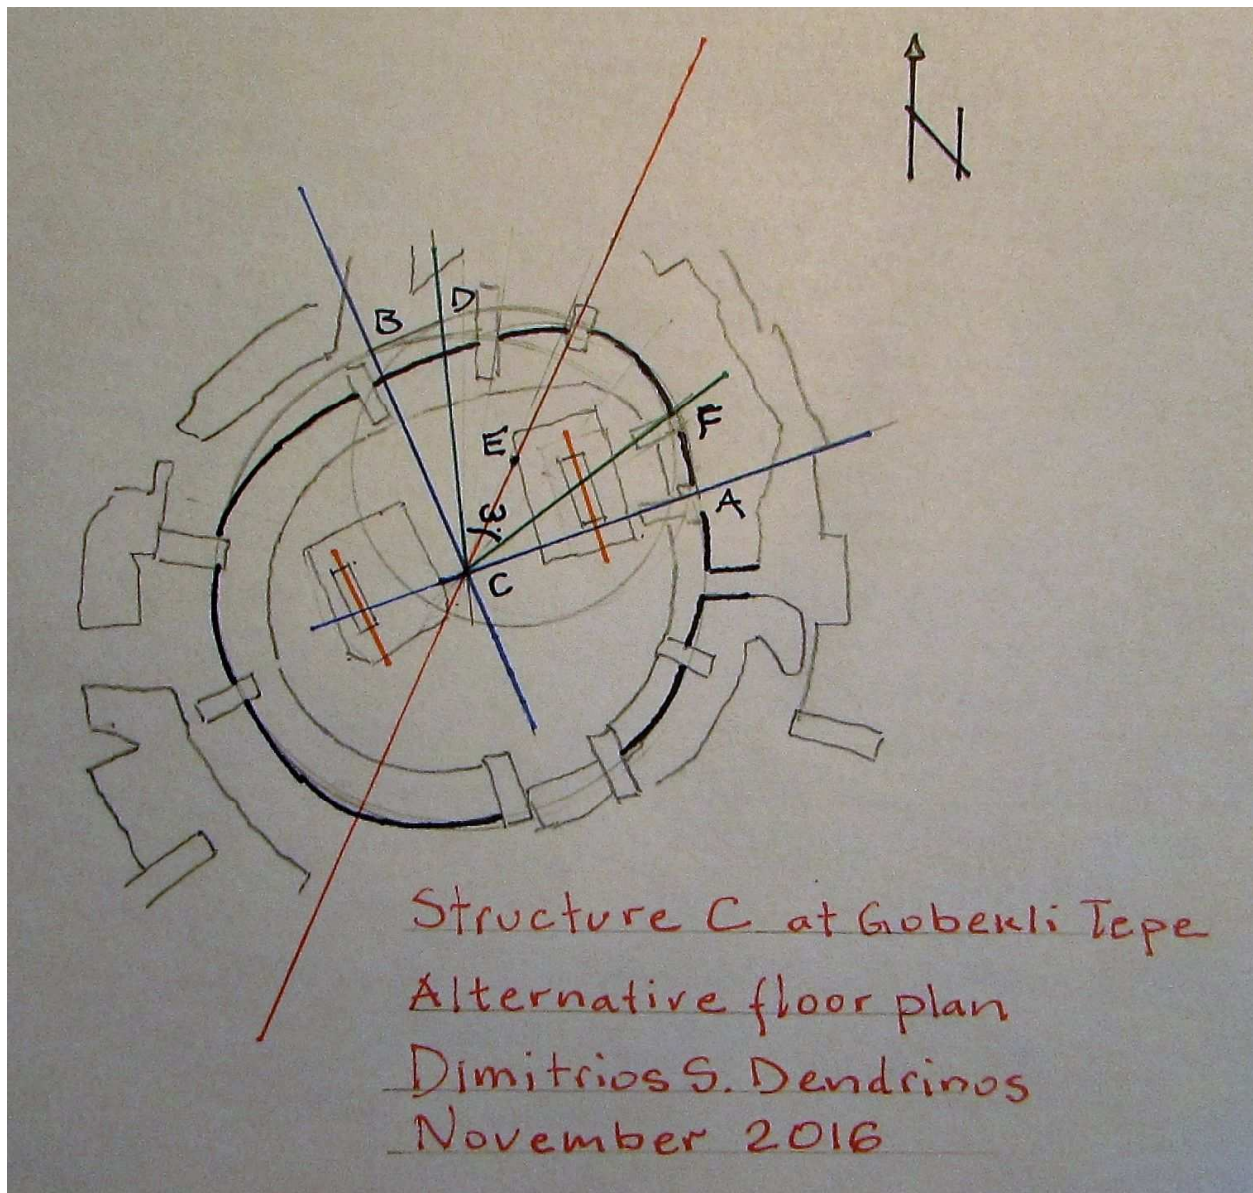 N
B
D
E
F
ω
A
C
Structure C at Gobekli Tepe
Alternative floor plan
Dimitrios S. Dendrinos
November 2016